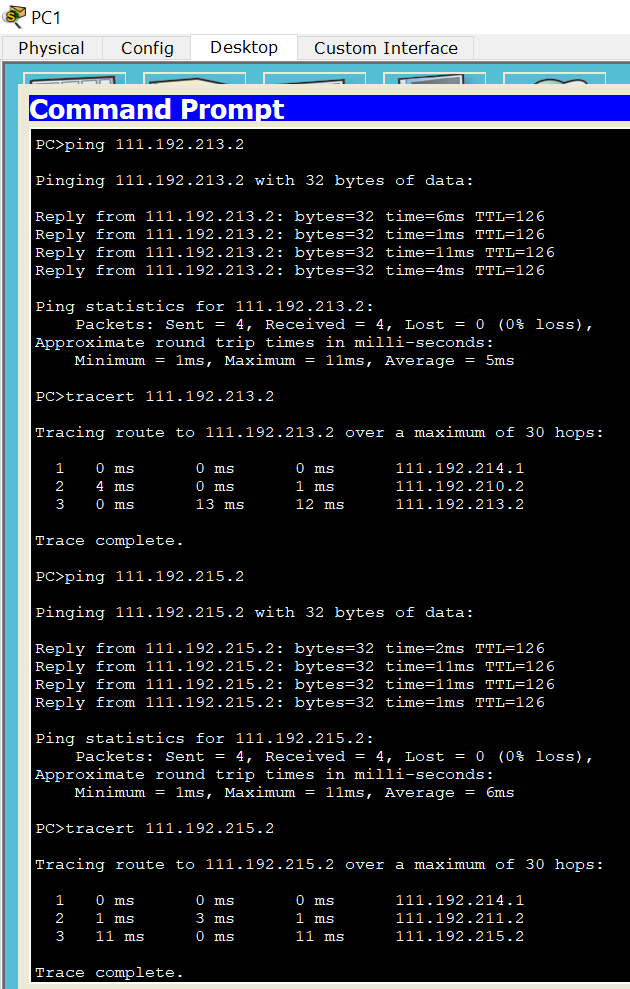 PC1
Physical Config Desktop Custom Interface
Command Prompt
PC>ping 111.192.213.2
Pinging 111.192.213.2 with 32 bytes of data:
Reply from 111.192.213.2: bytes=32 time=6ms TTL=126
Reply from 111.192.213.2: bytes=32 time=1ms TTL=126
Reply from 111.192.213.2: bytes=32 time=11ms TTL=126
Reply from 111.192.213.2: bytes=32 time=4ms TTL=126
Ping statistics for 111.192.213.2:
Packets: Sent = 4, Received = 4, Lost = 0 (0% loss),
Approximate round trip times in milli-seconds:
Minimum = 1ms, Maximum = 11ms, Average = 5ms
PC>tracert 111.192.213.2
Tracing route to 111.192.213.2 over a maximum of 30 hops:
1 0 ms 0 ms 0 ms 111.192.214.1
2 4 ms 0 ms 1 ms 111.192.210.2
3 0 ms 13 ms 12 ms 111.192.213.2
Trace complete.
PC>ping 111.192.215.2
Pinging 111.192.215.2 with 32 bytes of data:
Reply from 111.192.215.2: bytes=32 time=2ms TTL=126
Reply from 111.192.215.2: bytes=32 time=11ms TTL=126
Reply from 111.192.215.2: bytes=32 time=11ms TTL=126
Reply from 111.192.215.2: bytes=32 time=1ms TTL=126
Ping statistics for 111.192.215.2:
Packets: Sent = 4, Received = 4, Lost = 0 (0% loss),
Approximate round trip times in milli-seconds:
Minimum = 1ms, Maximum = 11ms, Average = 6ms
PC>tracert 111.192.215.2
Tracing route to 111.192.215.2 over a maximum of 30 hops:
1 0 ms 0 ms 0 ms 111.192.214.1
2 1 ms 3 ms 1 ms 111.192.211.2
3 11 ms 0 ms 11 ms 111.192.215.2
Trace complete.